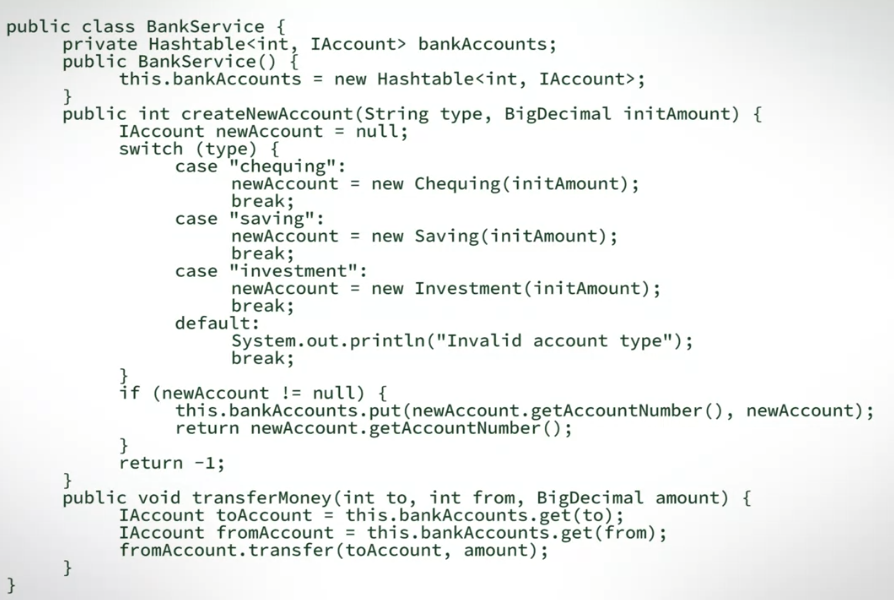 public class BankService {
private Hashtable<int, IAccount> bankAccounts;
public BankService() {
this.bankAccounts = new Hashtable<int, IAccount>;
}
public int createNewAccount(String type, BigDecimal initAmount) {
IAccount newAccount = null;
switch (type) {
case "chequing":
newAccount = new Chequing(initAmount);
break;
case "saving":
newAccount = new Saving(initAmount);
break;
case "investment":
newAccount = new Investment(initAmount);
break;
default:
System.out.println("Invalid account type");
break;
}
if (newAccount != null) {
this.bankAccounts.put(newAccount.getAccountNumber(), newAccount);
return newAccount.getAccountNumber();
}
return -1;
}
public void transferMoney(int to, int from, BigDecimal amount) {
IAccount toAccount = this.bankAccounts.get(to);
IAccount fromAccount = this.bankAccounts.get(from);
fromAccount.transfer(toAccount, amount);
}
}